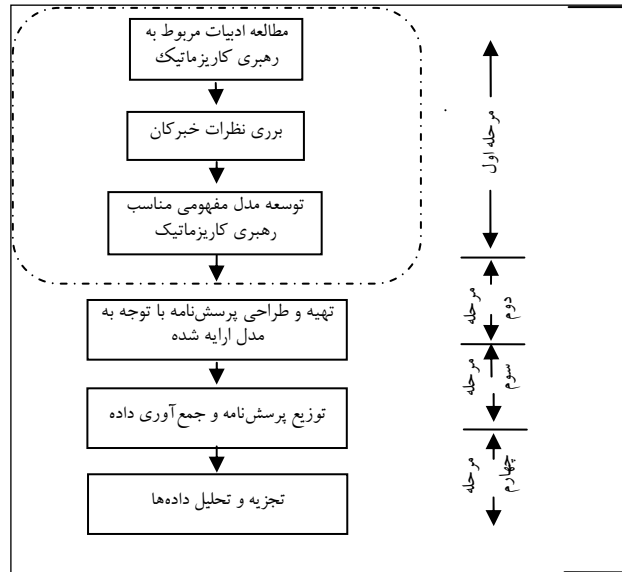 مطالعه ادبیات مربوط به
رهبری کاریزماتیک
برری نظرات خبرکان
توسعه مدل مفهومی مناسب
رهبری کاریزماتیک
تهیه و طراحی پرسش‌نامه با توجه به
مدل ارایه شده
توزیع پرسش‌نامه و جمع‌آوری داده
تجزیه و تحلیل داده‌ها
مرحله اول
مرحله
دوم
مرحله
سوم
مرحله
چهارم